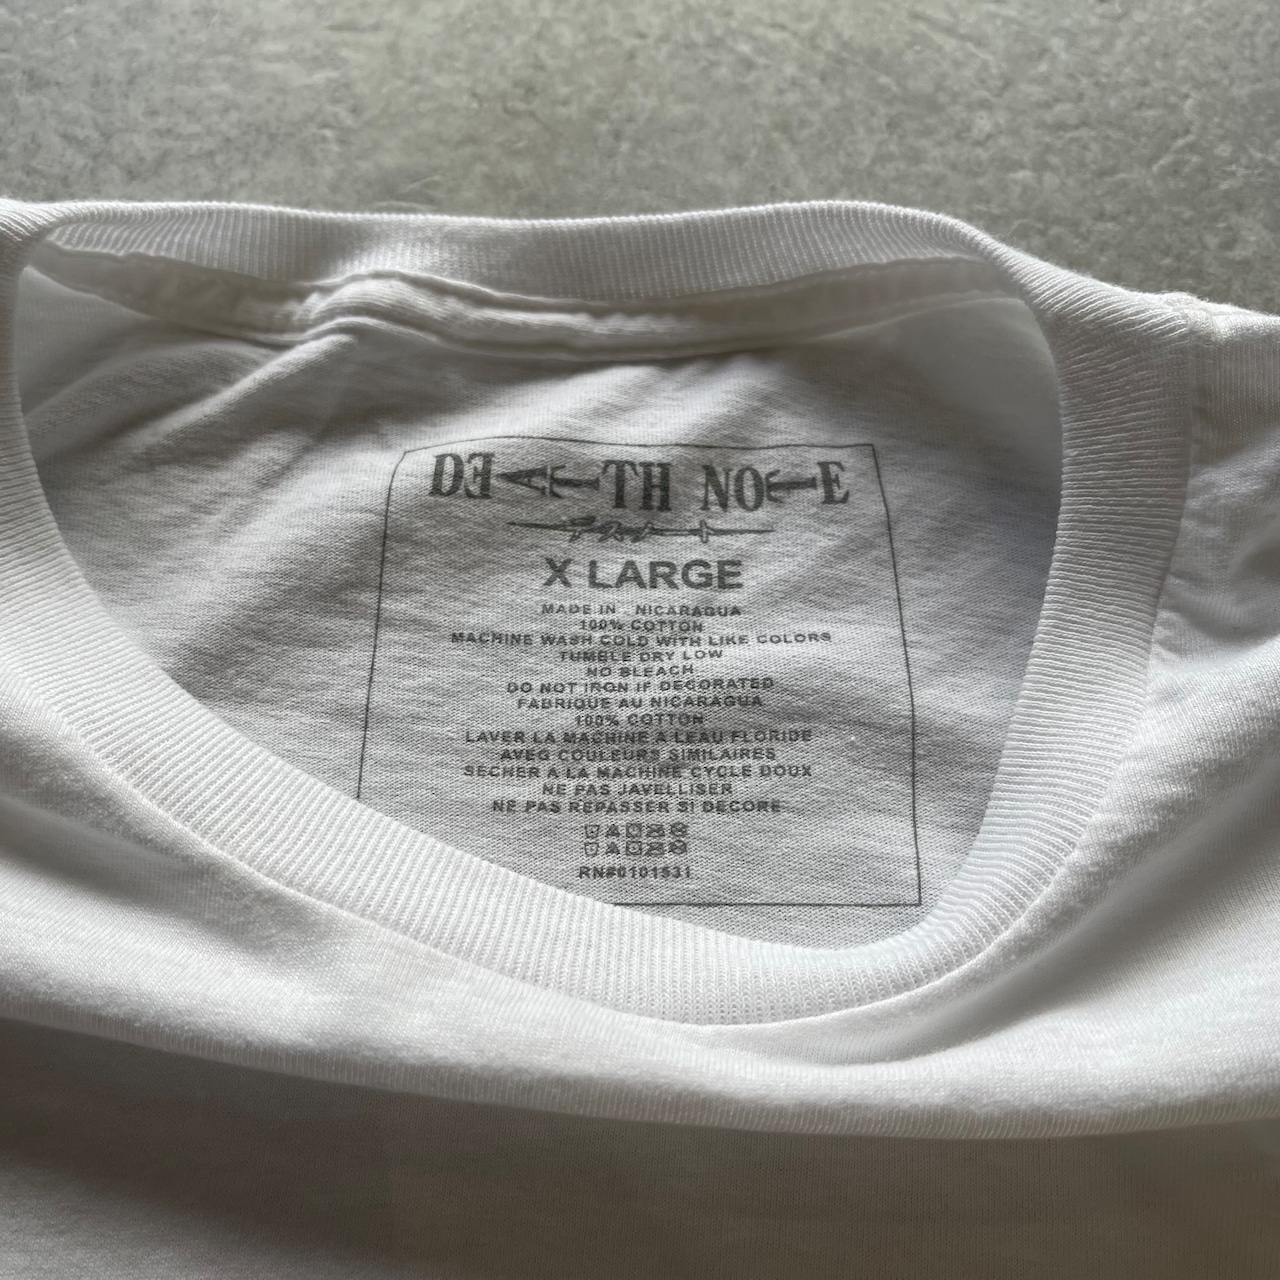 DEATH NOTE
X LARGE
MADE IN NICARAGUA
100% COTTON
MACHINE WASH COLD WITH LIKE COLORS
TUMBLE DRY LOW
NO BLEACH
DO NOT IRON IF DECORATED
FABRIQUE AU NICARAGUA
100% COTTON
LAVER LA MACHINE A LEAU FLORIDE
AVEG COULEURS SIMILAIRES
SECHER A LA MACHINE CYCLE DOUX
NE PAS JAVELLISER
NE PAS REPASSER SI DECORE
RN#0101531